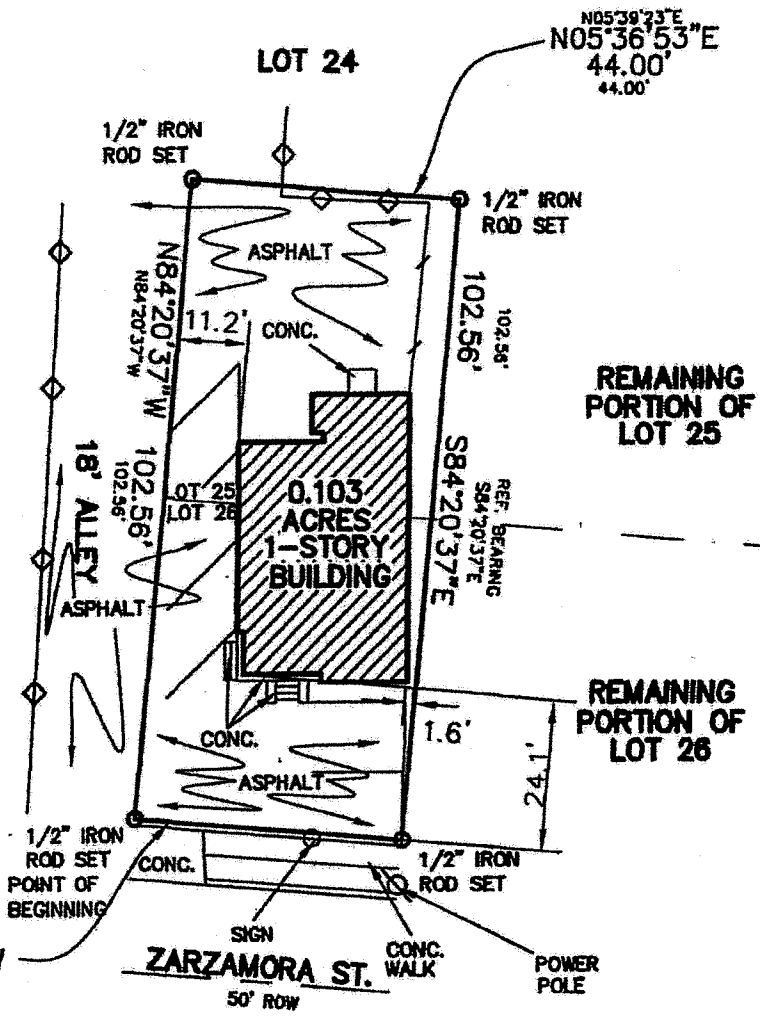 N05°39'23"E
N05°36'53"E
44.00'
44.00'
LOT 24
1/2" IRON
ROD SET
1/2" IRON
ROD SET
ASPHALT
N84°20'37"W
N84°20'37"W
11.2'
CONC.
102.56'
102.56'
REMAINING
PORTION OF
LOT 25
18' ALLEY
102.56'
102.56'
LOT 25
LOT 26
0.103
ACRES
1-STORY
BUILDING
S84°20'37"E
REF. BEARING
S84°20'37"E
ASPHALT
REMAINING
PORTION OF
LOT 26
CONC.
1.6'
24.1'
ASPHALT
1/2" IRON
ROD SET
POINT OF
BEGINNING
CONC.
1/2" IRON
ROD SET
SIGN
CONC.
WALK
POWER
POLE
ZARZAMORA ST.
50' ROW